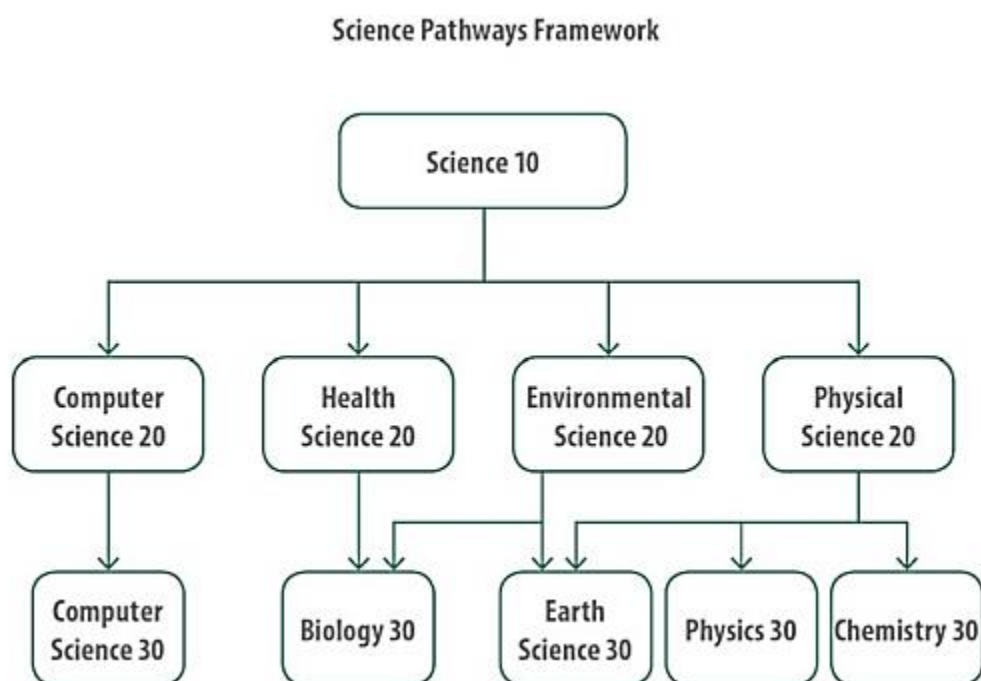 Science Pathways Framework
Science 10
Computer
Science 20
Health
Science 20
Environmental
Science 20
Physical
Science 20
Computer
Science 30
Biology 30
Earth
Science 30
Physics 30
Chemistry 30